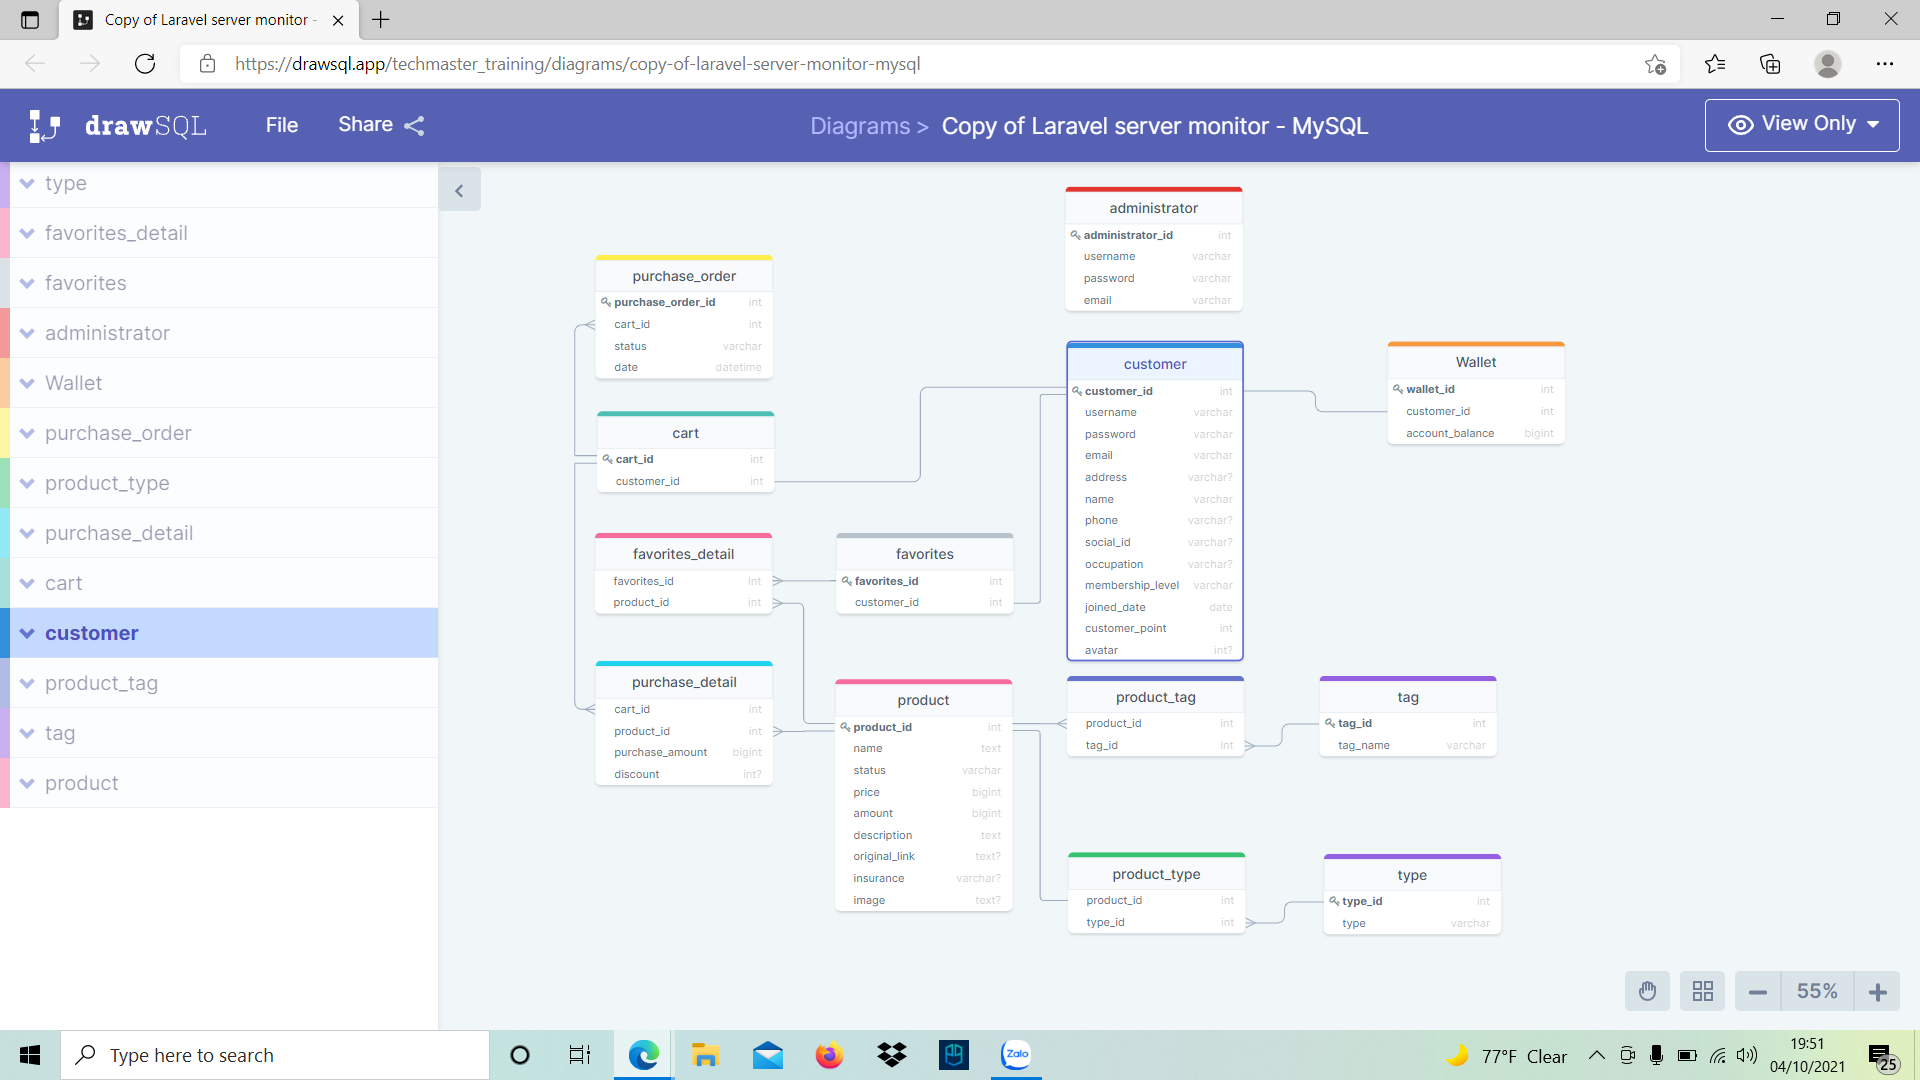 Copy of Laravel server monitor -
https://drawsql.app/techmaster_training/diagrams/copy-of-laravel-server-monitor-mysql
drawSQL
File
Share
Diagrams > Copy of Laravel server monitor - MySQL
View Only
type
favorites_detail
favorites
administrator
Wallet
purchase_order
product_type
purchase_detail
cart
customer
product_tag
tag
product
administrator
administrator_id int
username varchar
password varchar
email varchar
purchase_order
purchase_order_id int
cart_id int
status varchar
date datetime
customer
customer_id int
username varchar
password varchar
email varchar
address varchar?
name varchar
phone varchar?
social_id varchar?
occupation varchar?
membership_level varchar
joined_date date
customer_point int
avatar int?
Wallet
wallet_id int
customer_id int
account_balance bigint
cart
cart_id int
customer_id int
favorites_detail
favorites_id int
product_id int
favorites
favorites_id int
customer_id int
purchase_detail
cart_id int
product_id int
purchase_amount bigint
discount int?
product
product_id int
name text
status varchar
price bigint
amount bigint
description text
original_link text?
insurance varchar?
image text?
product_tag
product_id int
tag_id int
tag
tag_id int
tag_name varchar
product_type
product_id int
type_id int
type
type_id int
type varchar
55%
Type here to search
Zalo
77°F Clear
19:51
04/10/2021
25